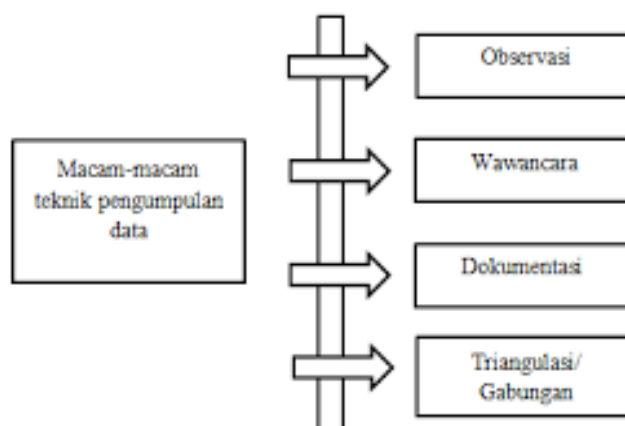 Macam-macam
teknik pengumpulan
data
Observasi
Wawancara
Dokumentasi
Triangulasi/
Gabungan